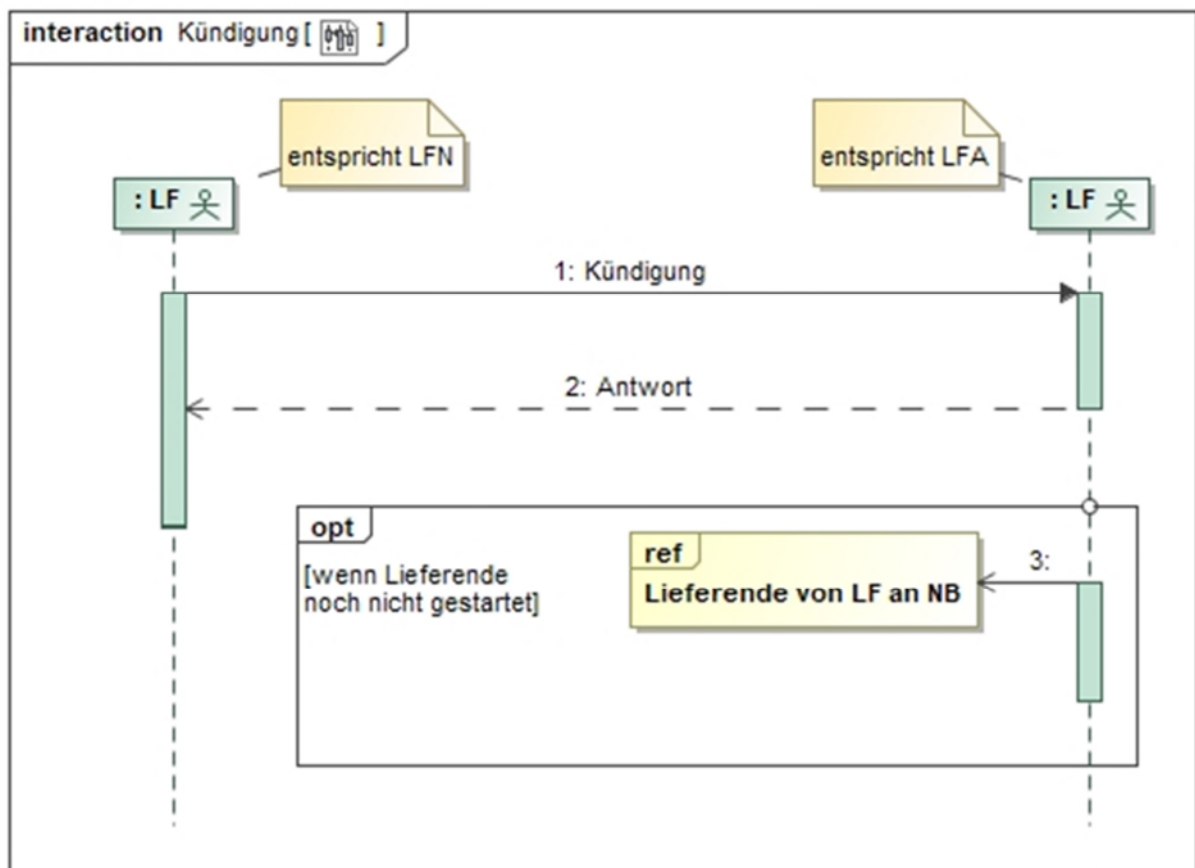 interaction Kündigung [ ]
entspricht LFN
entspricht LFA
: LF
: LF
1: Kündigung
2: Antwort
opt
[wenn Lieferende
noch nicht gestartet]
ref
Lieferende von LF an NB
3: